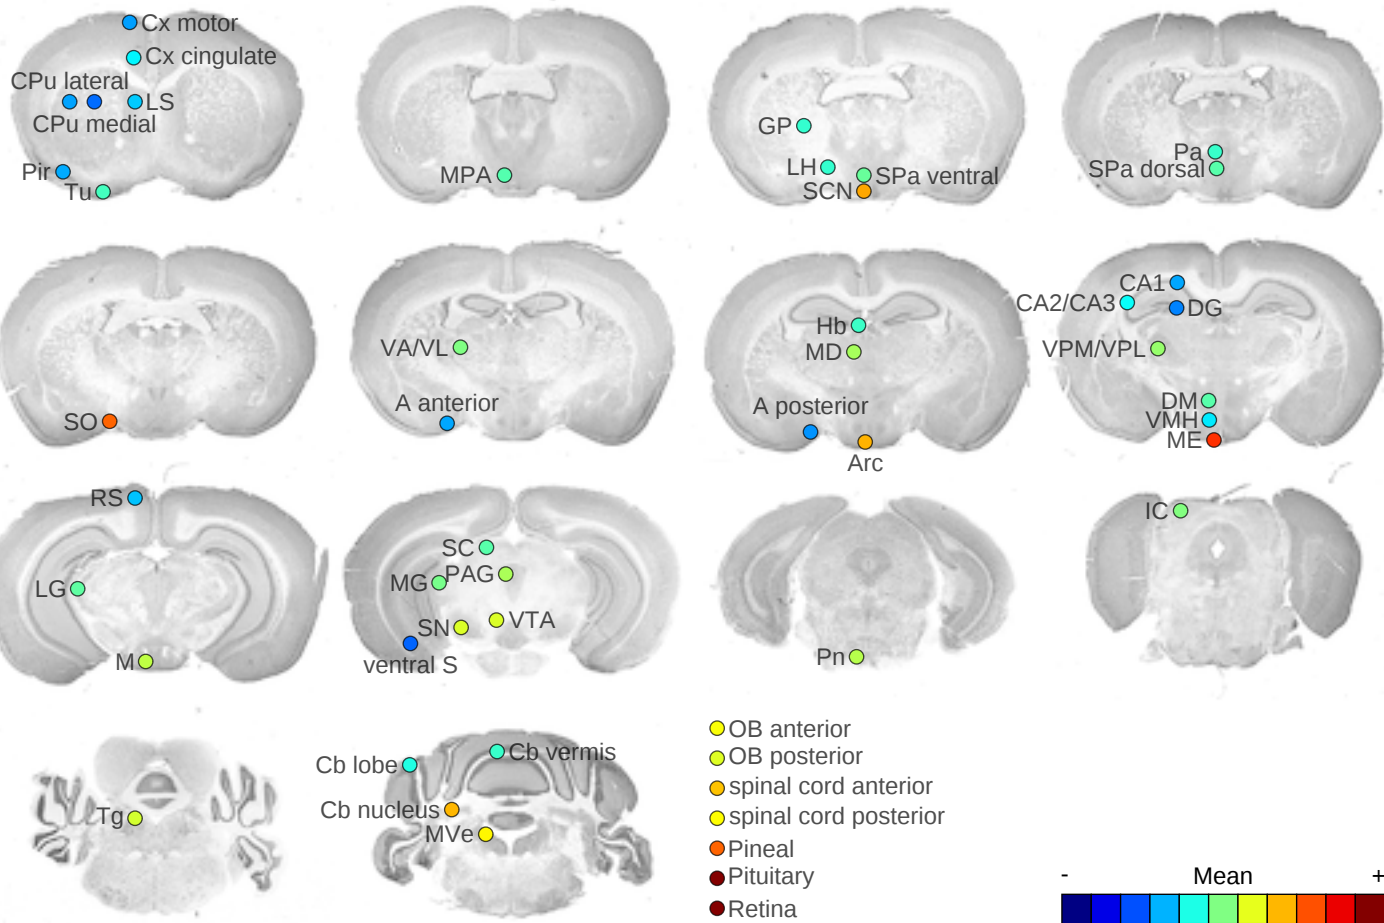 Cx motor
Cx cingulate
CPu lateral
LS
CPu medial
Pir
Tu
MPA
GP
LH
SPa ventral
SCN
Pa
SPa dorsal
SO
VA/VL
A anterior
Hb
MD
A posterior
Arc
CA1
CA2/CA3
DG
VPM/VPL
DM
VMH
ME
RS
LG
M
SC
MG
PAG
SN
VTA
ventral S
Pn
IC
Tg
Cb lobe
Cb vermis
Cb nucleus
MVe
OB anterior
OB posterior
spinal cord anterior
spinal cord posterior
Pineal
Pituitary
Retina
- Mean +